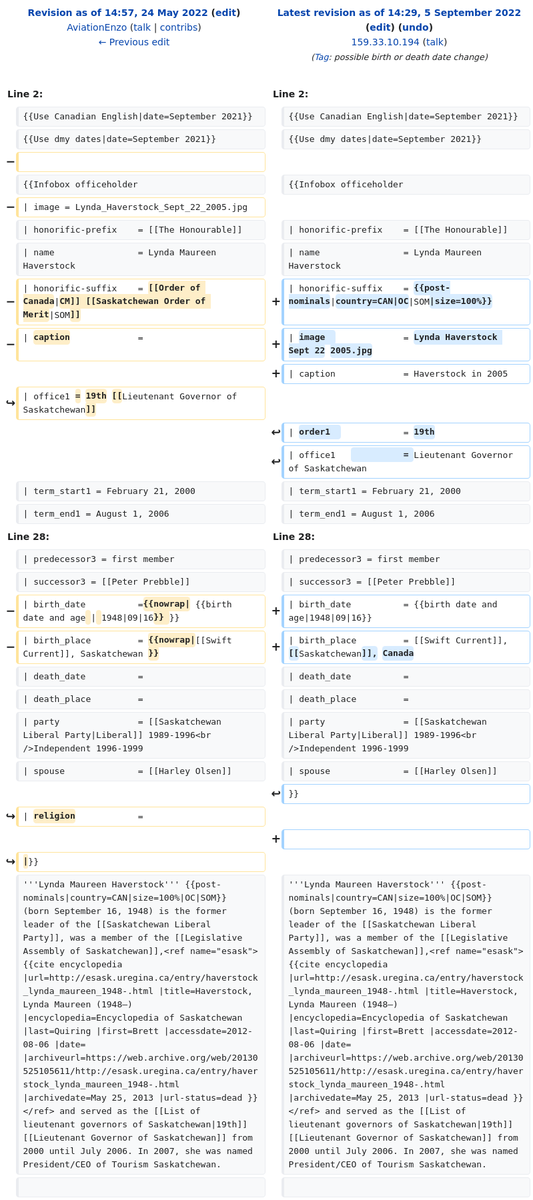 Revision as of 14:57, 24 May 2022 (edit)
AviationEnzo (talk | contribs)
← Previous edit
Latest revision as of 14:29, 5 September 2022
(edit) (undo)
159.33.10.194 (talk)
(Tag: possible birth or death date change)
Line 2:
Line 2:
{{Use Canadian English|date=September 2021}}
{{Use Canadian English|date=September 2021}}
{{Use dmy dates|date=September 2021}}
{{Use dmy dates|date=September 2021}}
−
{{Infobox officeholder
{{Infobox officeholder
− | image = Lynda_Haverstock_Sept_22_2005.jpg
| honorific-prefix = [[The Honourable]]
| honorific-prefix = [[The Honourable]]
| name = Lynda Maureen
Haverstock
| name = Lynda Maureen
Haverstock
− | honorific-suffix = [[Order of
Canada|CM]] [[Saskatchewan Order of
Merit|SOM]]
+ | honorific-suffix = {{post-
nominals|country=CAN|OC|SOM|size=100%}}
− | caption =
+ | image = Lynda Haverstock
Sept 22 2005.jpg
+ | caption = Haverstock in 2005
↪ | office1 = 19th [[Lieutenant Governor of
Saskatchewan]]
↩ | order1 = 19th
↩ | office1 = Lieutenant Governor
of Saskatchewan
| term_start1 = February 21, 2000
| term_start1 = February 21, 2000
| term_end1 = August 1, 2006
| term_end1 = August 1, 2006
Line 28:
Line 28:
| predecessor3 = first member
| predecessor3 = first member
| successor3 = [[Peter Prebble]]
| successor3 = [[Peter Prebble]]
− | birth_date ={{nowrap| {{birth
date and age | 1948|09|16}} }}
+ | birth_date = {{birth date and
age|1948|09|16}}
− | birth_place = {{nowrap|[[Swift
Current]], Saskatchewan }}
+ | birth_place = [[Swift Current]],
[[Saskatchewan]], Canada
| death_date =
| death_date =
| death_place =
| death_place =
| party = [[Saskatchewan
Liberal Party|Liberal]] 1989-1996<br
/>Independent 1996-1999
| party = [[Saskatchewan
Liberal Party|Liberal]] 1989-1996<br
/>Independent 1996-1999
| spouse = [[Harley Olsen]]
| spouse = [[Harley Olsen]]
↩ }}
↪ | religion =
+
↪ |}}
'''Lynda Maureen Haverstock''' {{post-
nominals|country=CAN|size=100%|OC|SOM}}
(born September 16, 1948) is the former
leader of the [[Saskatchewan Liberal
Party]], was a member of the [[Legislative
Assembly of Saskatchewan]],<ref name="esask">
{{cite encyclopedia
|url=http://esask.uregina.ca/entry/haverstock
_lynda_maureen_1948-.html |title=Haverstock,
Lynda Maureen (1948–)
|encyclopedia=Encyclopedia of Saskatchewan
|last=Quiring |first=Brett |accessdate=2012-
08-06 |date=
|archiveurl=https://web.archive.org/web/20130
525105611/http://esask.uregina.ca/entry/haver
stock_lynda_maureen_1948-.html
|archivedate=May 25, 2013 |url-status=dead }}
</ref> and served as the [[List of
lieutenant governors of Saskatchewan|19th]]
[[Lieutenant Governor of Saskatchewan]] from
2000 until July 2006. In 2007, she was named
President/CEO of Tourism Saskatchewan.
'''Lynda Maureen Haverstock''' {{post-
nominals|country=CAN|size=100%|OC|SOM}}
(born September 16, 1948) is the former
leader of the [[Saskatchewan Liberal
Party]], was a member of the [[Legislative
Assembly of Saskatchewan]],<ref name="esask">
{{cite encyclopedia
|url=http://esask.uregina.ca/entry/haverstock
_lynda_maureen_1948-.html |title=Haverstock,
Lynda Maureen (1948–)
|encyclopedia=Encyclopedia of Saskatchewan
|last=Quiring |first=Brett |accessdate=2012-
08-06 |date=
|archiveurl=https://web.archive.org/web/20130
525105611/http://esask.uregina.ca/entry/haver
stock_lynda_maureen_1948-.html
|archivedate=May 25, 2013 |url-status=dead }}
</ref> and served as the [[List of
lieutenant governors of Saskatchewan|19th]]
[[Lieutenant Governor of Saskatchewan]] from
2000 until July 2006. In 2007, she was named
President/CEO of Tourism Saskatchewan.